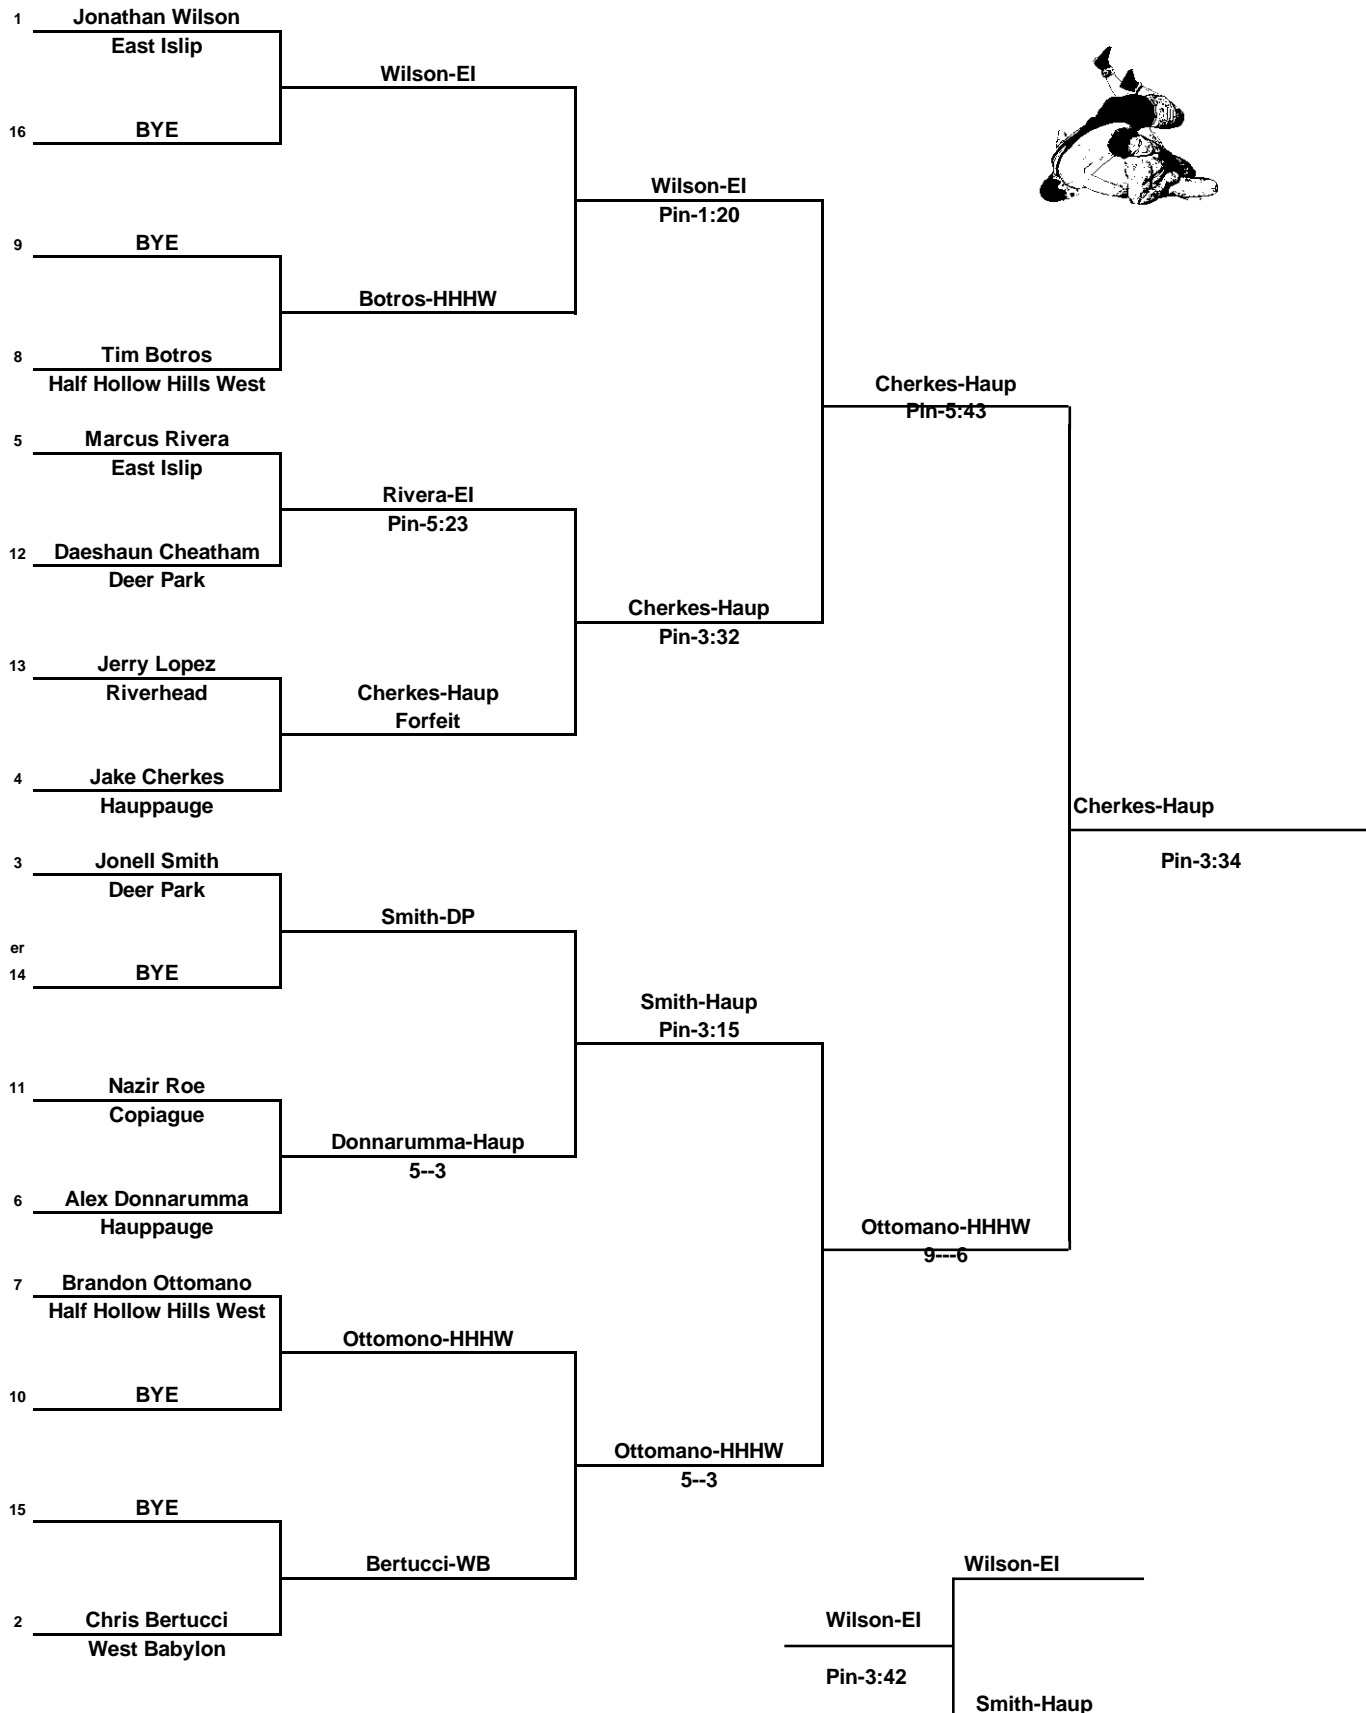 1 Jonathan Wilson
East Islip
Wilson-EI
16 BYE
Wilson-EI
Pin-1:20
9 BYE
Botros-HHHW
8 Tim Botros
Half Hollow Hills West
Cherkes-Haup
Pin-5:43
5 Marcus Rivera
East Islip
Rivera-EI
Pin-5:23
12 Daeshaun Cheatham
Deer Park
Cherkes-Haup
Pin-3:32
13 Jerry Lopez
Riverhead
Cherkes-Haup
Forfeit
4 Jake Cherkes
Hauppauge
Cherkes-Haup
Pin-3:34
3 Jonell Smith
Deer Park
Smith-DP
er
14 BYE
Smith-Haup
Pin-3:15
11 Nazir Roe
Copiague
Donnarumma-Haup
5--3
6 Alex Donnarumma
Hauppauge
Ottomano-HHHW
9---6
7 Brandon Ottomano
Half Hollow Hills West
Ottomono-HHHW
10 BYE
Ottomano-HHHW
5--3
15 BYE
Bertucci-WB
Wilson-EI
2 Chris Bertucci
West Babylon
Wilson-EI
Pin-3:42
Smith-Haup